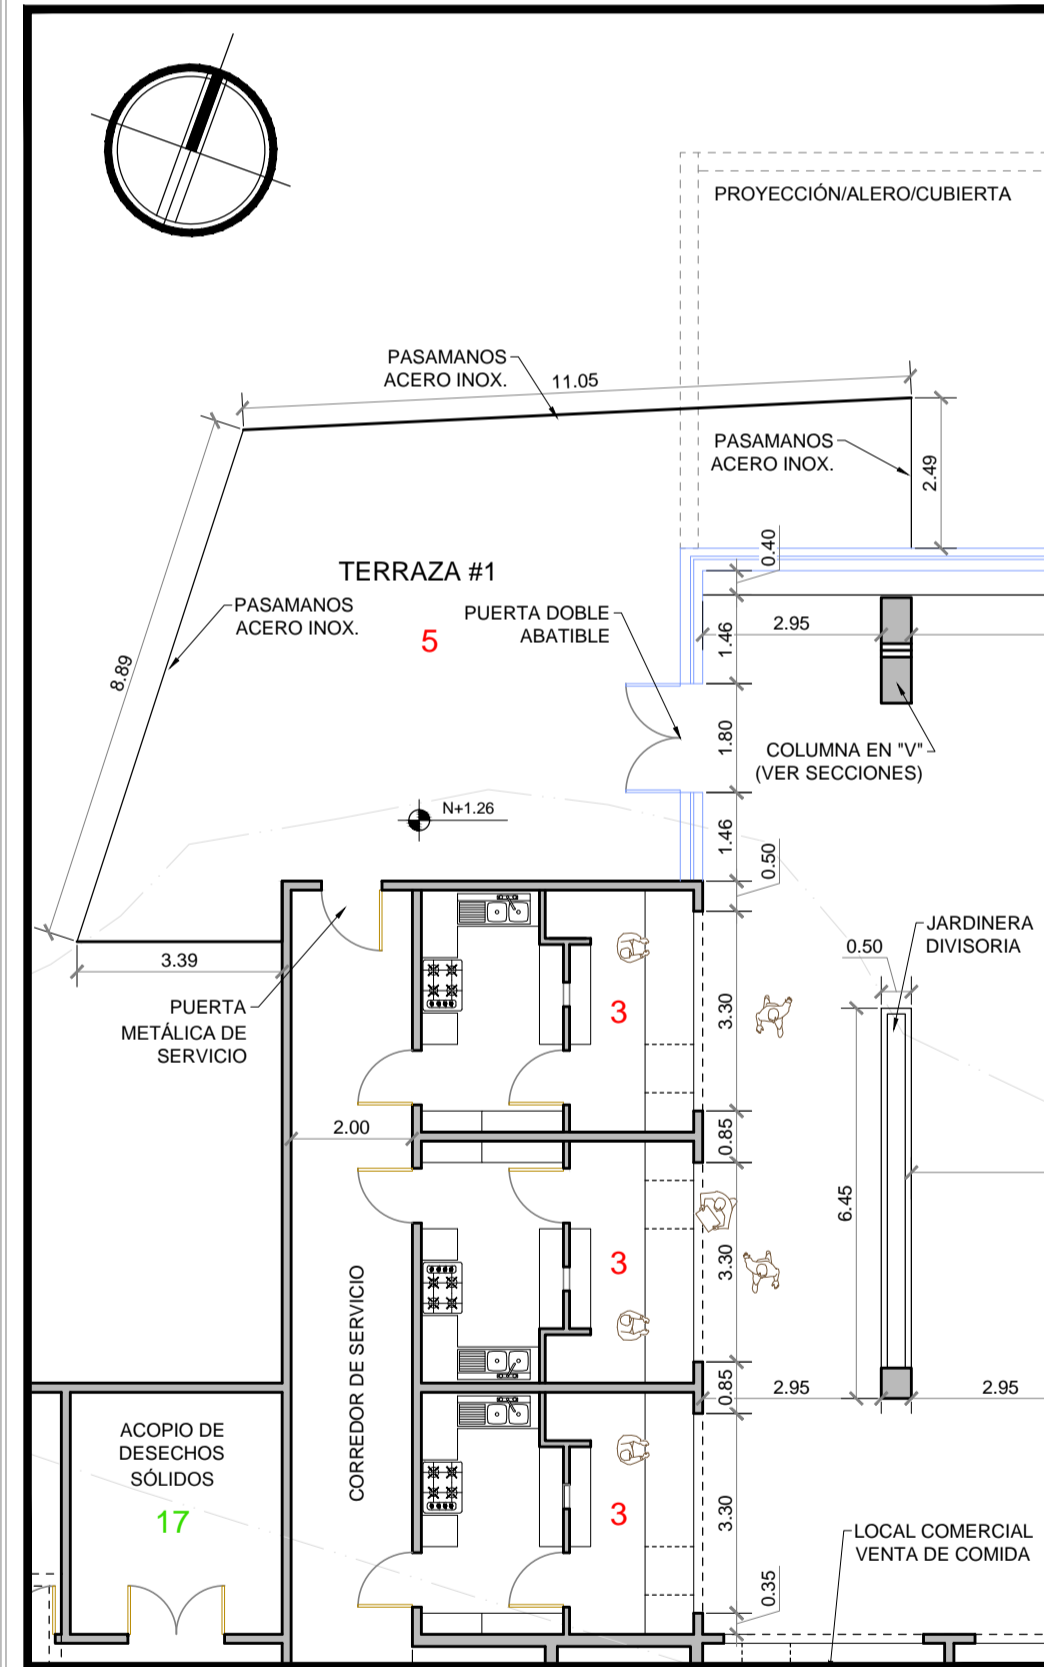 PROYECCIÓN/ALERO/CUBIERTA
PASAMANOS
ACERO INOX.
11.05
PASAMANOS
ACERO INOX.
2.49
0.40
TERRAZA #1
PASAMANOS
ACERO INOX.
5
PUERTA DOBLE
ABATIBLE
1.46
2.95
8.89
1.80
COLUMNA EN "V"
(VER SECCIONES)
N+1.26
1.46
0.50
JARDINERA
DIVISORIA
0.50
3.39
PUERTA
METÁLICA DE
SERVICIO
3
3.30
2.00
0.85
6.45
3
3.30
CORREDOR DE SERVICIO
0.85
2.95
2.95
ACOPIO DE
DESECHOS
SÓLIDOS
17
3
3.30
LOCAL COMERCIAL
VENTA DE COMIDA
0.35